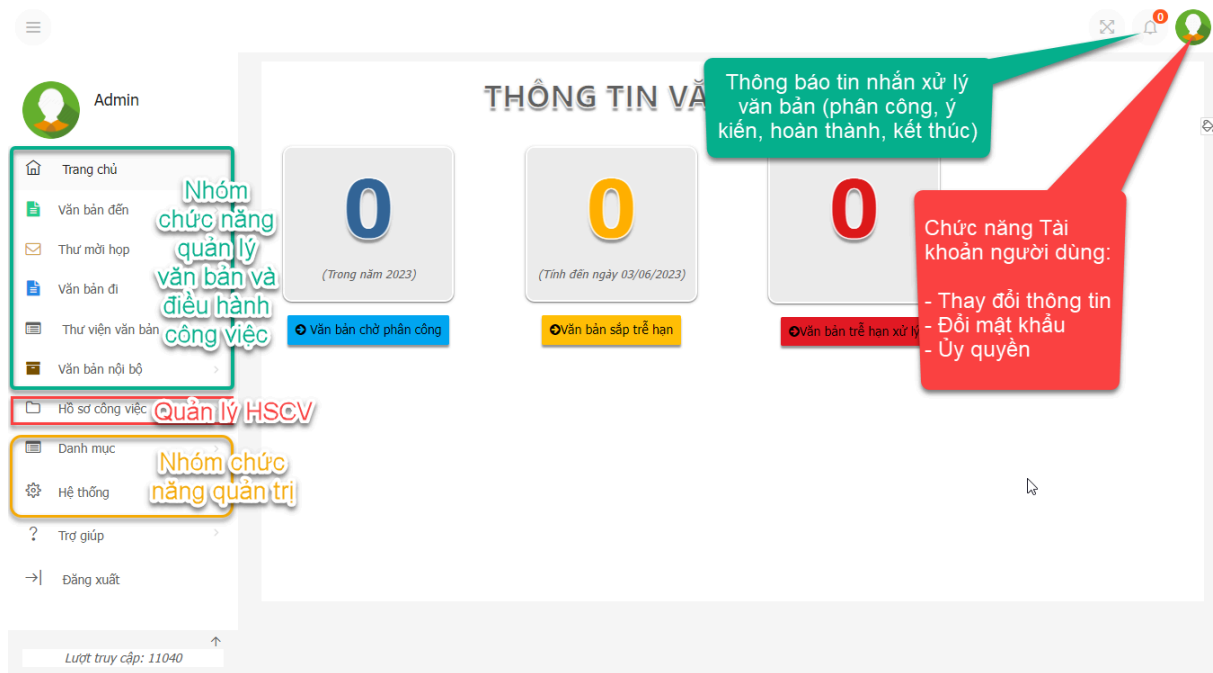 0
Admin
THÔNG TIN VĂ
Thông báo tin nhắn xử lý
văn bản (phân công, ý
kiến, hoàn thành, kết thúc)
Trang chủ
Văn bản đến
Thư mời họp
Văn bản đi
Thư viện văn bản
Văn bản nội bộ
Nhóm
chức năng
quản lý
văn bản và
điều hành
công việc
Hồ sơ công việc
Quản lý HSCV
Danh mục
Hệ thống
Nhóm chức
năng quản trị
Trợ giúp
Đăng xuất
Lượt truy cập: 11040
0
(Trong năm 2023)
Văn bản chờ phân công
0
(Tính đến ngày 03/06/2023)
Văn bản sắp trễ hạn
0
Văn bản trễ hạn xử lý
Chức năng Tài
khoản người dùng:
- Thay đổi thông tin
- Đổi mật khẩu
- Ủy quyền